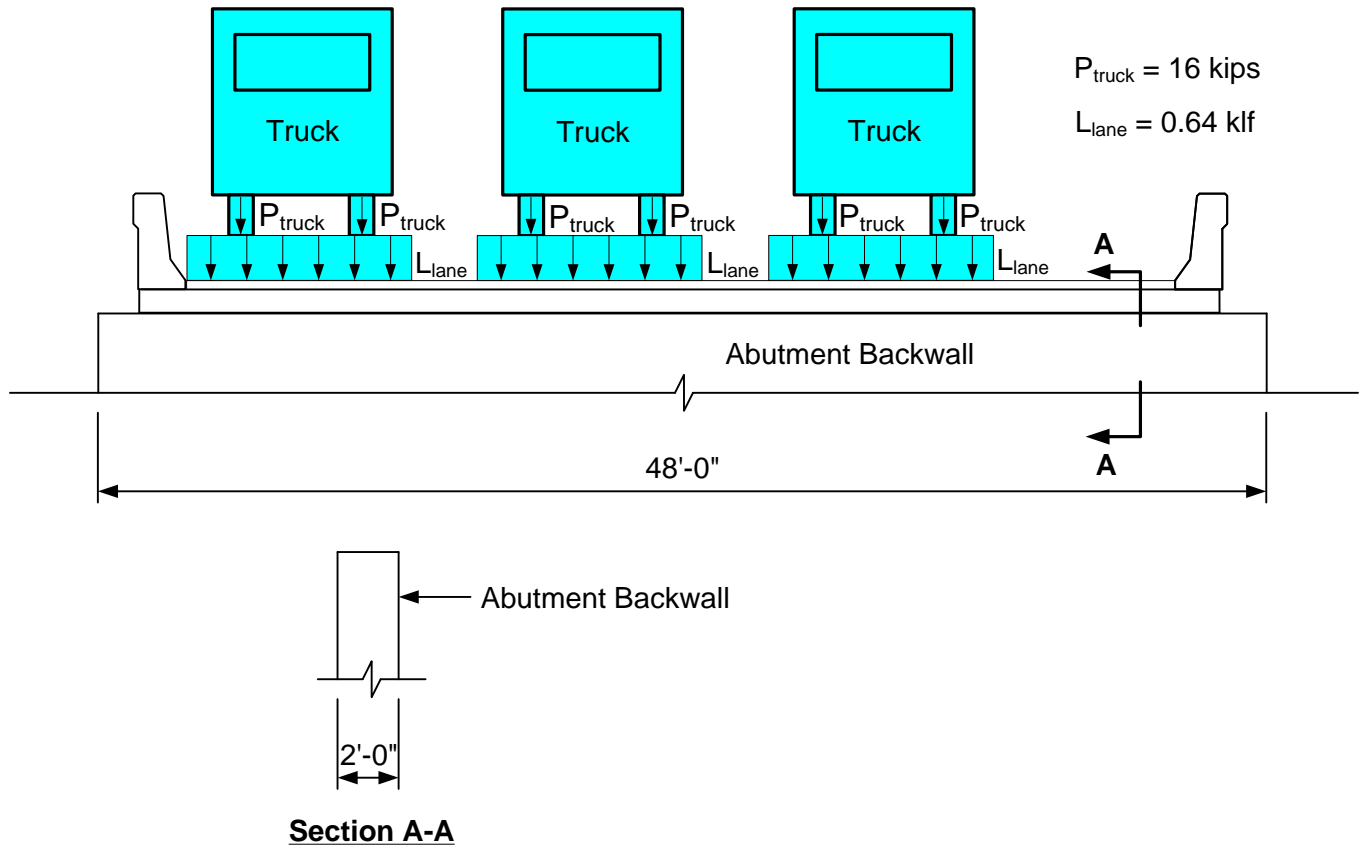 Truck
Truck
Truck
P_truck = 16 kips
L_lane = 0.64 klf
P_truck
P_truck
P_truck
P_truck
P_truck
P_truck
L_lane
L_lane
L_lane
A
Abutment Backwall
A
48'-0"
Abutment Backwall
2'-0"
Section A-A